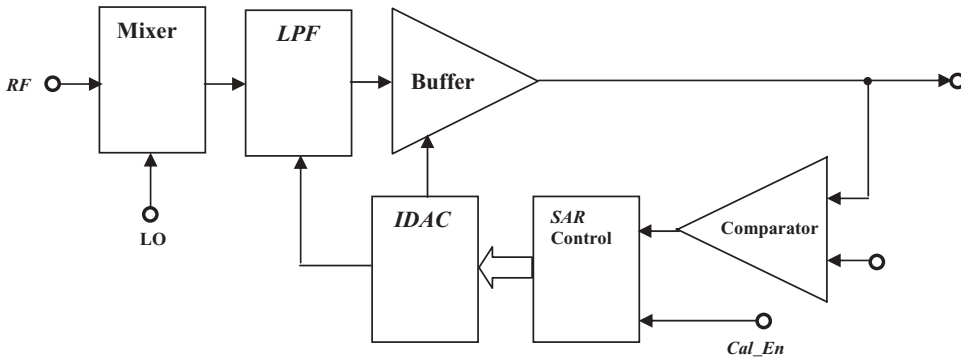 Mixer
LPF
RF
Buffer
LO
IDAC
SAR
Control
Comparator
Cal_En